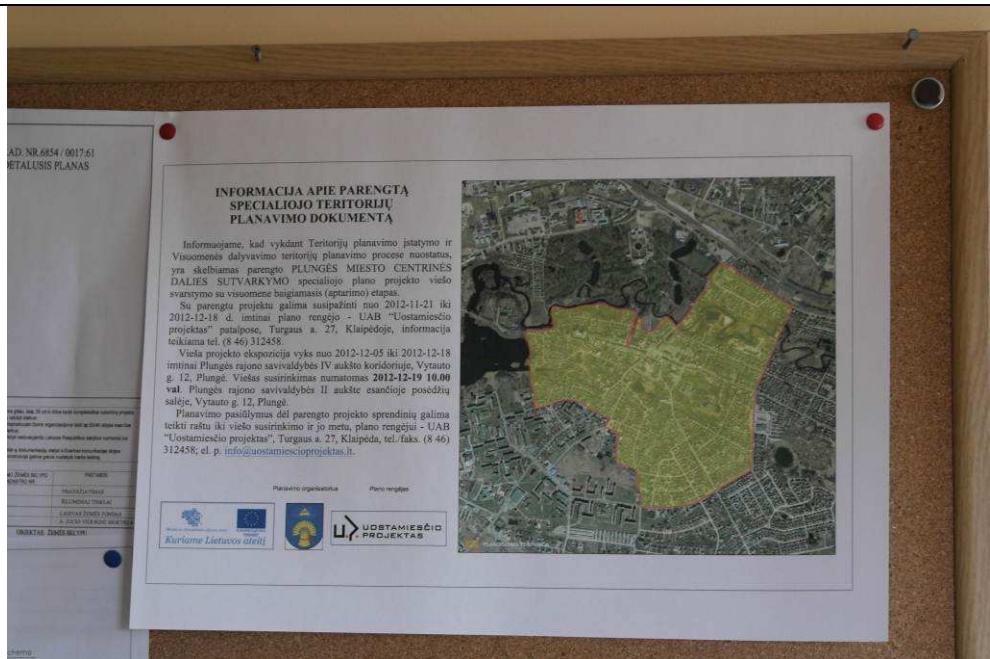 KAD. NR.6854 / 0017:61
DETALUSIS PLANAS
INFORMACIJA APIE PARENGTĄ
SPECIALIOJO TERITORIJŲ
PLANAVIMO DOKUMENTĄ
Informuojame, kad vykdant Teritorijų planavimo įstatymo ir
Visuomenės dalyvavimo teritorijų planavimo procese nuostatus,
yra skelbiamas parengto PLUNGĖS MIESTO CENTRINĖS
DALIES SUTVARKYMO specialiojo plano projekto viešo
svarstymo su visuomene baigiamasis (aptarimo) etapas.
Su parengtu projektu galima susipažinti nuo 2012-11-21 iki
2012-12-18 d. imtinai plano rengėjo - UAB "Uostamiesčio
projektas" patalpose, Turgaus a. 27, Klaipėdoje, informacija
teikiama tel. (8 46) 312458.
Vieša projekto ekspozicija vyks nuo 2012-12-05 iki 2012-12-18
imtinai Plungės rajono savivaldybės IV aukšto koridoriuje, Vytauto
g. 12, Plungė. Viešas susirinkimas numatomas 2012-12-19 10.00
val. Plungės rajono savivaldybės II aukšte esančioje posėdžių
salėje, Vytauto g. 12, Plungė.
Planavimo pasiūlymus dėl parengto projekto sprendinių galima
teikti raštu iki viešo susirinkimo ir jo metu, plano rengėjui - UAB
"Uostamiesčio projektas", Turgaus a. 27, Klaipėda, tel./faks. (8 46)
312458; el. p. info@uostamiescioprojektas.lt.
Planavimo organizatorius Plano rengėjas
Kuriame Lietuvos ateitį
UOSTAMIESČIO
PROJEKTAS